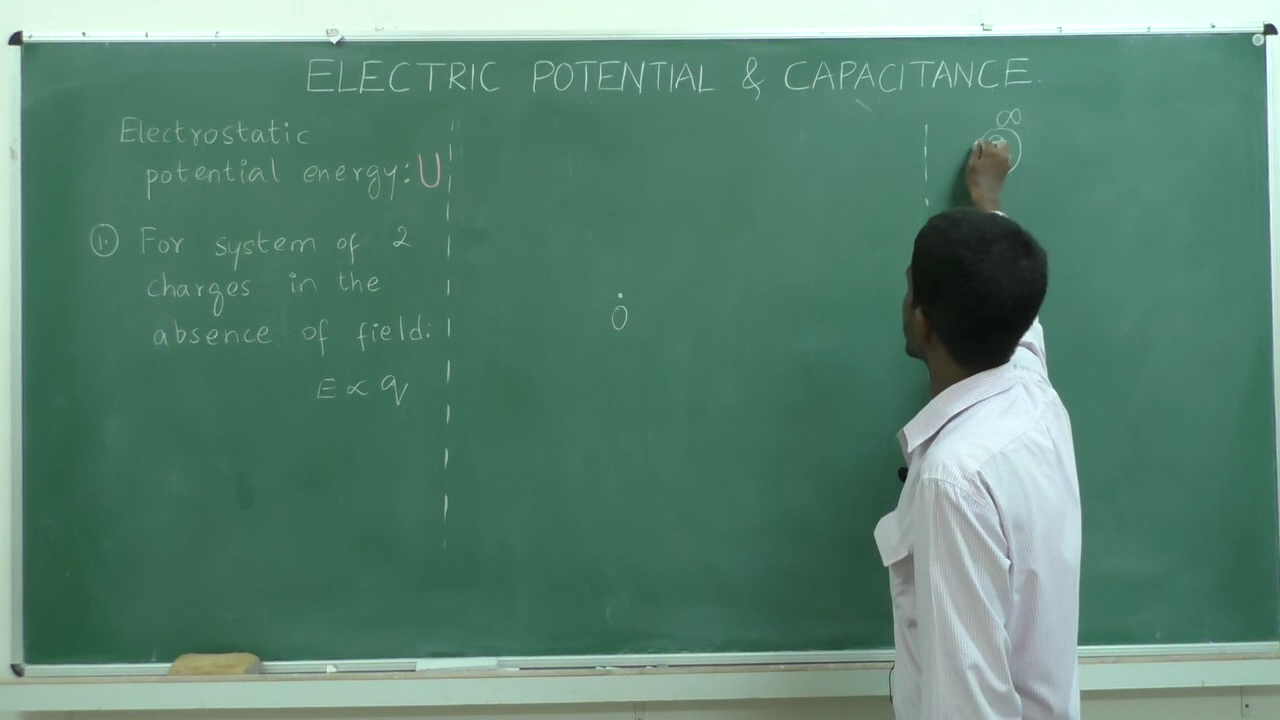 ELECTRIC POTENTIAL & CAPACITANCE.
Electrostatic
potential energy: U
1. For system of 2
charges in the
absence of field:
E ∝ q
O
∞